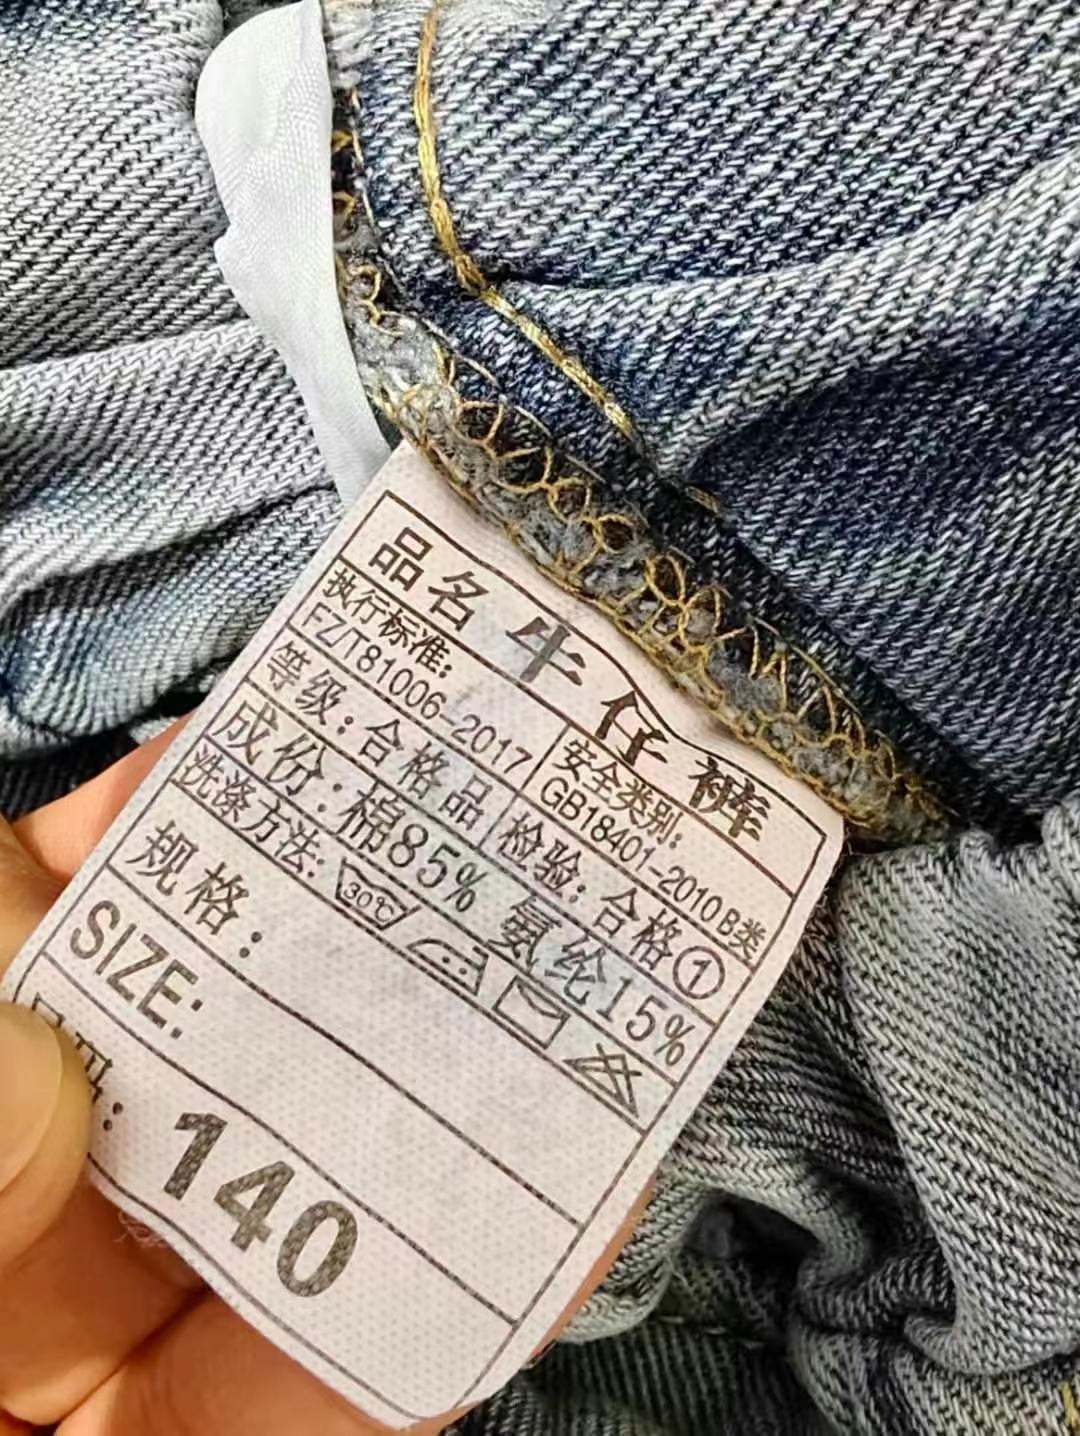 品名 牛仔裤
执行标准:
FZ/T81006-2017
安全类别:
GB18401-2010 B类
等级: 合格品
检验: 合格①
成份: 棉85% 氨纶15%
洗涤方法: 30℃
规格:
SIZE:
: 140